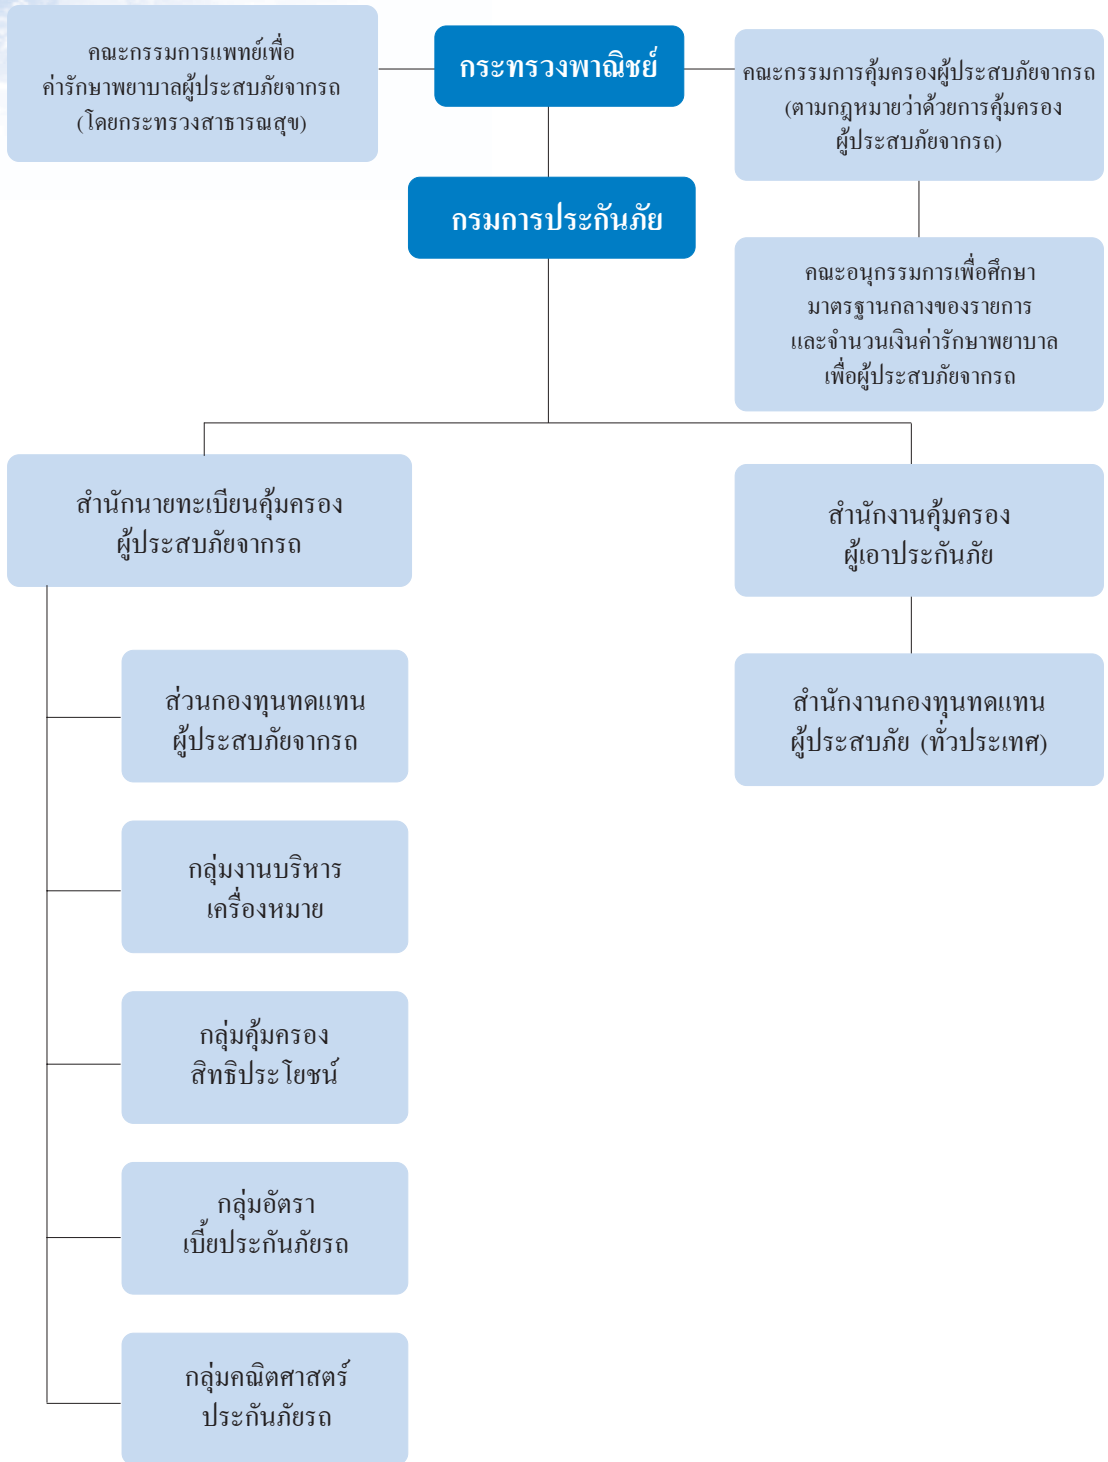 คณะกรรมการแพทย์เพื่อ
ค่ารักษาพยาบาลผู้ประสบภัยจากรถ
(โดยกระทรวงสาธารณสุข)
กระทรวงพาณิชย์
คณะกรรมการคุ้มครองผู้ประสบภัยจากรถ
(ตามกฎหมายว่าด้วยการคุ้มครอง
ผู้ประสบภัยจากรถ)
กรมการประกันภัย
คณะอนุกรรมการเพื่อศึกษา
มาตรฐานกลางของรายการ
และจำนวนเงินค่ารักษาพยาบาล
เพื่อผู้ประสบภัยจากรถ
สำนักนายทะเบียนคุ้มครอง
ผู้ประสบภัยจากรถ
สำนักงานคุ้มครอง
ผู้เอาประกันภัย
ส่วนกองทุนทดแทน
ผู้ประสบภัยจากรถ
สำนักงานกองทุนทดแทน
ผู้ประสบภัย (ทั่วประเทศ)
กลุ่มงานบริหาร
เครื่องหมาย
กลุ่มคุ้มครอง
สิทธิประโยชน์
กลุ่มอัตรา
เบี้ยประกันภัยรถ
กลุ่มคณิตศาสตร์
ประกันภัยรถ